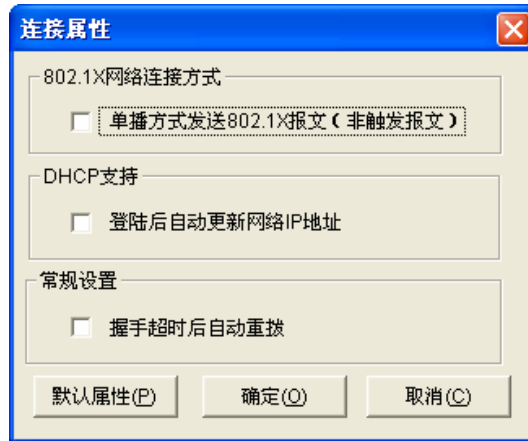 连接属性
802.1X网络连接方式
单播方式发送802.1X报文(非触发报文)
DHCP支持
登陆后自动更新网络IP地址
常规设置
握手超时后自动重拨
默认属性(P) 确定(O) 取消(C)